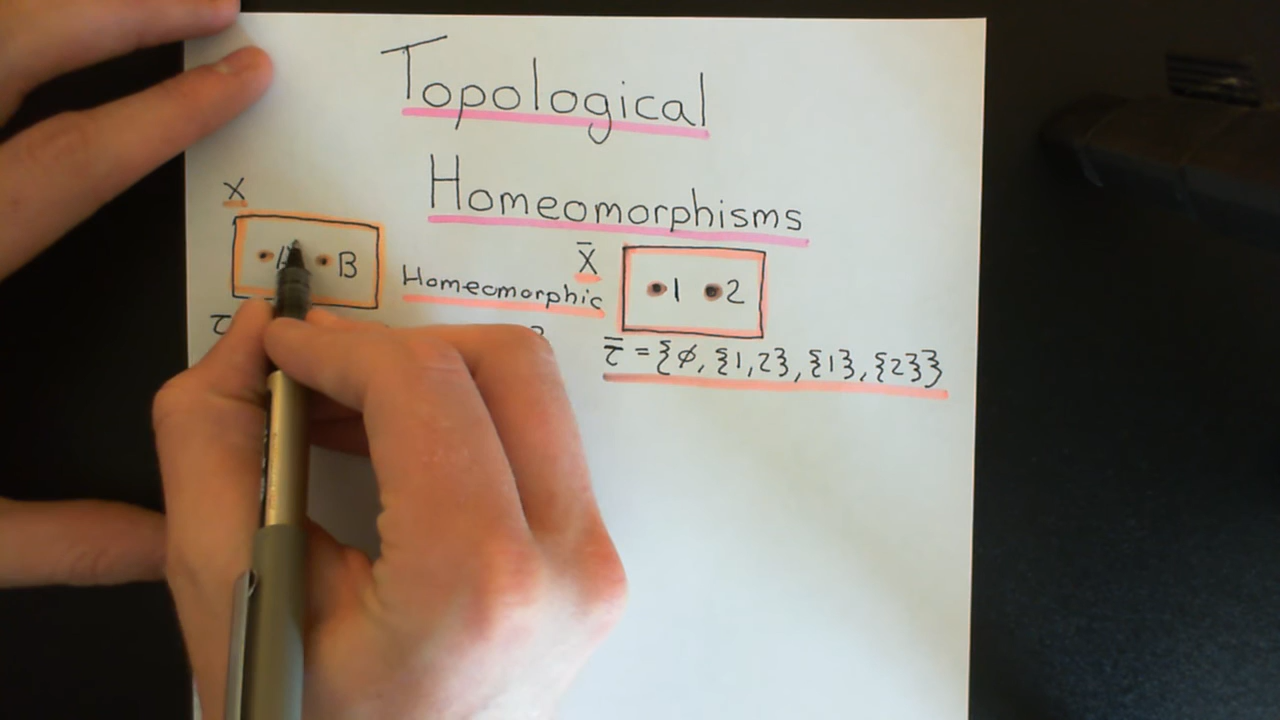 Topological
Homeomorphisms
X
• B
Homeomorphic
X̄
• 1 • 2
τ
τ̄ = {∅, {1,2}, {1}, {2}}